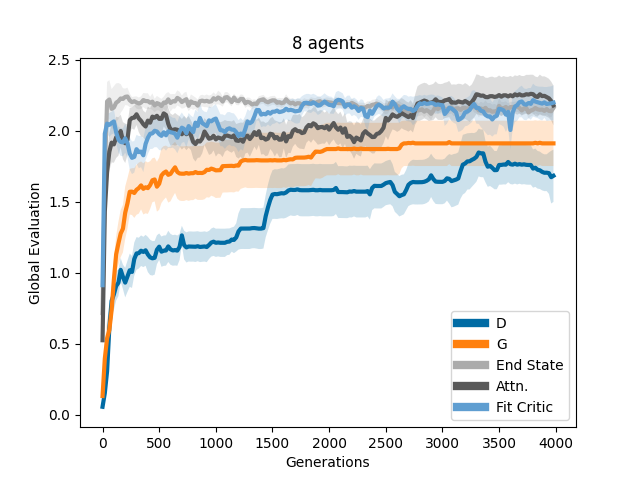 8 agents
Global Evaluation
2.5
2.0
1.5
1.0
0.5
0.0
0 500 1000 1500 2000 2500 3000 3500 4000
Generations
D
G
End State
Attn.
Fit Critic